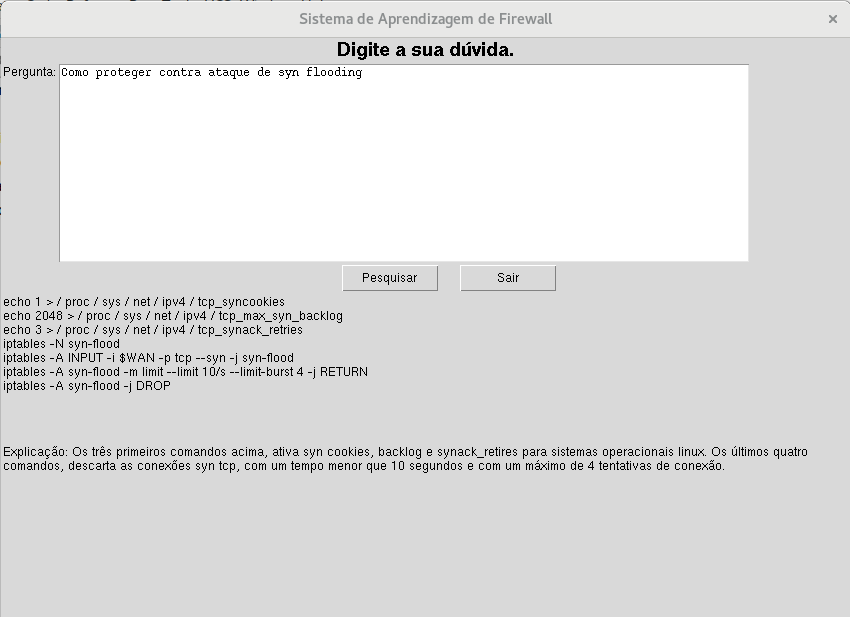 Sistema de Aprendizagem de Firewall ×
Digite a sua dúvida.
Pergunta: Como proteger contra ataque de syn flooding
Pesquisar Sair
echo 1 > / proc / sys / net / ipv4 / tcp_syncookies
echo 2048 > / proc / sys / net / ipv4 / tcp_max_syn_backlog
echo 3 > / proc / sys / net / ipv4 / tcp_synack_retries
iptables -N syn-flood
iptables -A INPUT -i $WAN -p tcp --syn -j syn-flood
iptables -A syn-flood -m limit --limit 10/s --limit-burst 4 -j RETURN
iptables -A syn-flood -j DROP
Explicação: Os três primeiros comandos acima, ativa syn cookies, backlog e synack_retires para sistemas operacionais linux. Os últimos quatro
comandos, descarta as conexões syn tcp, com um tempo menor que 10 segundos e com um máximo de 4 tentativas de conexão.